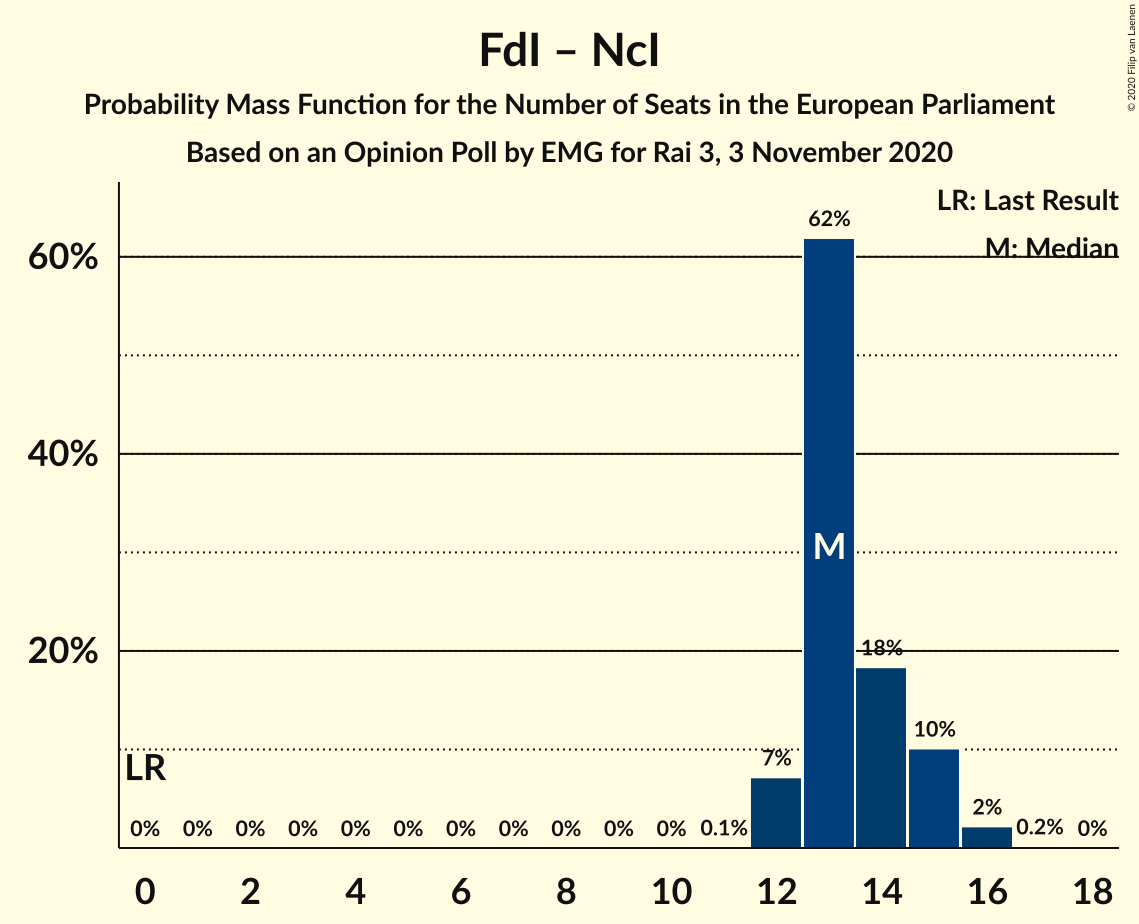 FdI – NcI
Probability Mass Function for the Number of Seats in the European Parliament
Based on an Opinion Poll by EMG for Rai 3, 3 November 2020
© 2020 Filip van Laenen
LR: Last Result
M: Median
60%
40%
20%
62%
M
18%
10%
7%
LR
2%
0% 0% 0% 0% 0% 0% 0% 0% 0% 0% 0% 0.1% 0.2% 0%
0 2 4 6 8 10 12 14 16 18